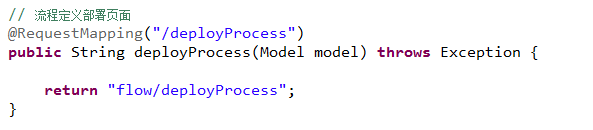 // 流程定义部署页面
@RequestMapping("/deployProcess")
public String deployProcess(Model model) throws Exception {
return "flow/deployProcess";
}